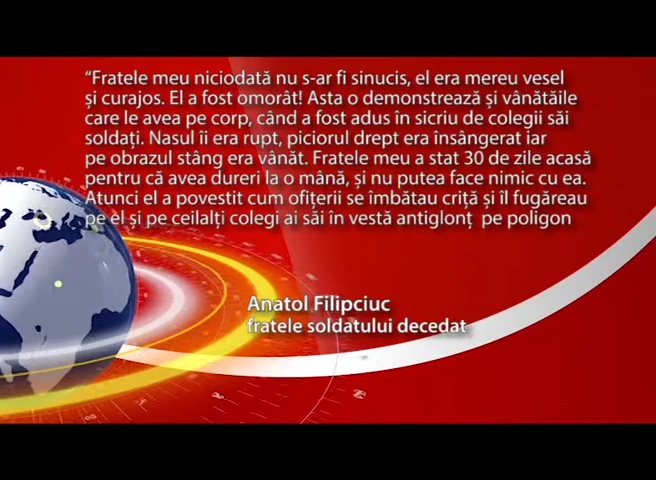 “Fratele meu niciodată nu s-ar fi sinucis, el era mereu vesel
și curajos. El a fost omorât! Asta o demonstrează și vânătăile
care le avea pe corp, când a fost adus în sicriu de colegii săi
soldați. Nasul îi era rupt, piciorul drept era însângerat iar
pe obrazul stâng era vânăt. Fratele meu a stat 30 de zile acasă
pentru că avea dureri la o mână, și nu putea face nimic cu ea.
Atunci el a povestit cum ofițerii se îmbătau criță și îl fugăreau
pe el și pe ceilalți colegi ai săi în vestă antiglonț pe poligon
Anatol Filipciuc
fratele soldatului decedat